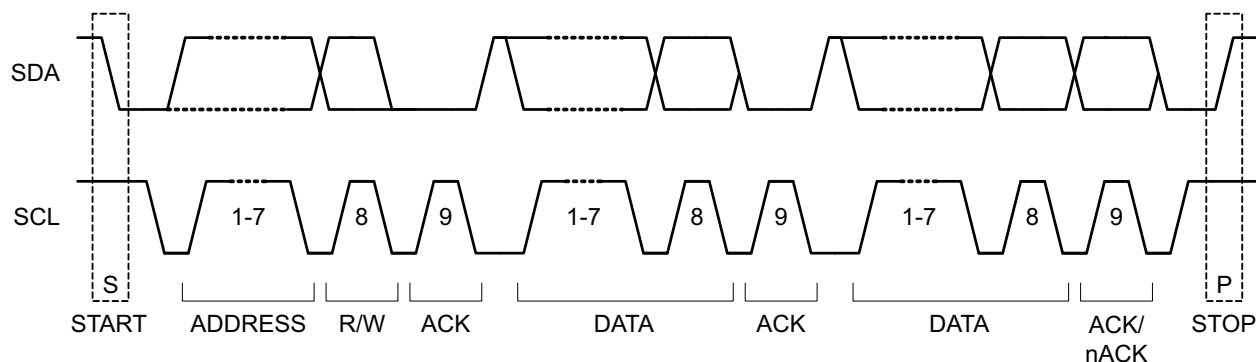 SDA
SCL
1-7
8
9
1-7
8
9
1-7
8
9
S
P
START
ADDRESS
R/W
ACK
DATA
ACK
DATA
ACK/
nACK
STOP